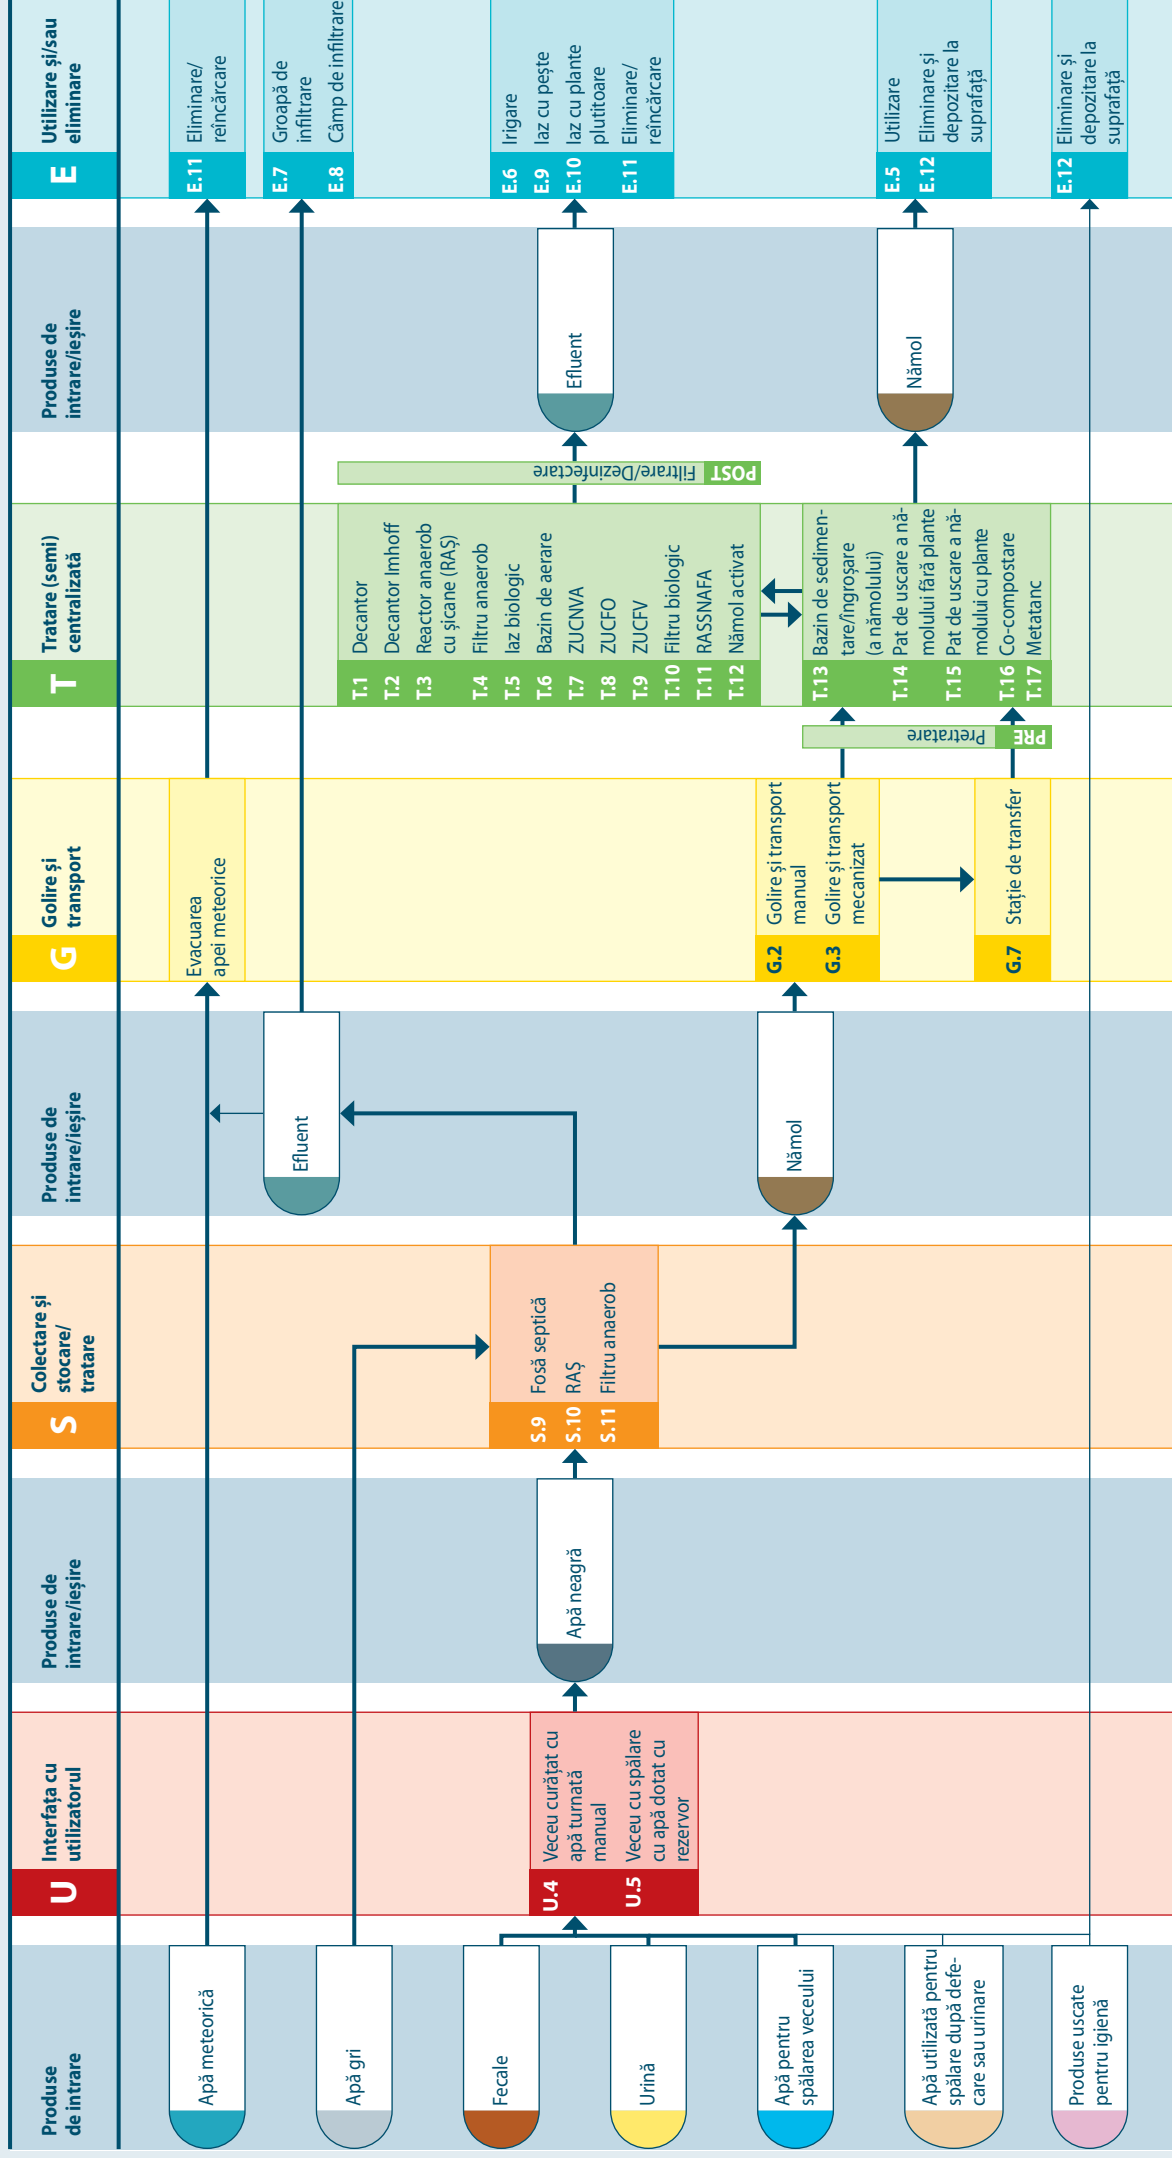 Produse
de intrare
U
Interfața cu
utilizatorul
Produse de
intrare/ieșire
S
Colectare și
stocare/
tratare
Produse de
intrare/ieșire
G
Golire și
transport
T
Tratare (semi)
centralizată
Produse de
intrare/ieșire
E
Utilizare și/sau
eliminare
Apă meteorică
Evacuarea
apei meteorice
E.11 Eliminare/
reîncărcare
Apă gri
Efluent
E.7 Groapă de
infiltrare
E.8 Câmp de infiltrare
Fecale
Urină
Apă pentru
spălarea veceului
Apă utilizată pentru
spălare după defe-
care sau urinare
Produse uscate
pentru igienă
U.4 Veceu curățat cu
apă turnată
manual
U.5 Veceu cu spălare
cu apă dotat cu
rezervor
Apă neagră
S.9 Fosă septică
S.10 RAȘ
S.11 Filtru anaerob
Nămol
G.2 Golire și transport
manual
G.3 Golire și transport
mecanizat
G.7 Stație de transfer
PRE Pretratare
T.1 Decantor
T.2 Decantor Imhoff
T.3 Reactor anaerob
cu șicane (RAȘ)
T.4 Filtru anaerob
T.5 Iaz biologic
T.6 Bazin de aerare
T.7 ZUCNVA
T.8 ZUCFO
T.9 ZUCFV
T.10 Filtru biologic
T.11 RASSNAFA
T.12 Nămol activat
T.13 Bazin de sedimen-
tare/îngroșare
(a nămolului)
T.14 Pat de uscare a nă-
molului fără plante
T.15 Pat de uscare a nă-
molului cu plante
T.16 Co-compostare
T.17 Metatanc
POST Filtrare/Dezinfectare
Efluent
Nămol
E.6 Irigare
E.9 Iaz cu pește
E.10 Iaz cu plante
plutitoare
E.11 Eliminare/
reîncărcare
E.5 Utilizare
E.12 Eliminare și
depozitare la
suprafață
E.12 Eliminare și
depozitare la
suprafață